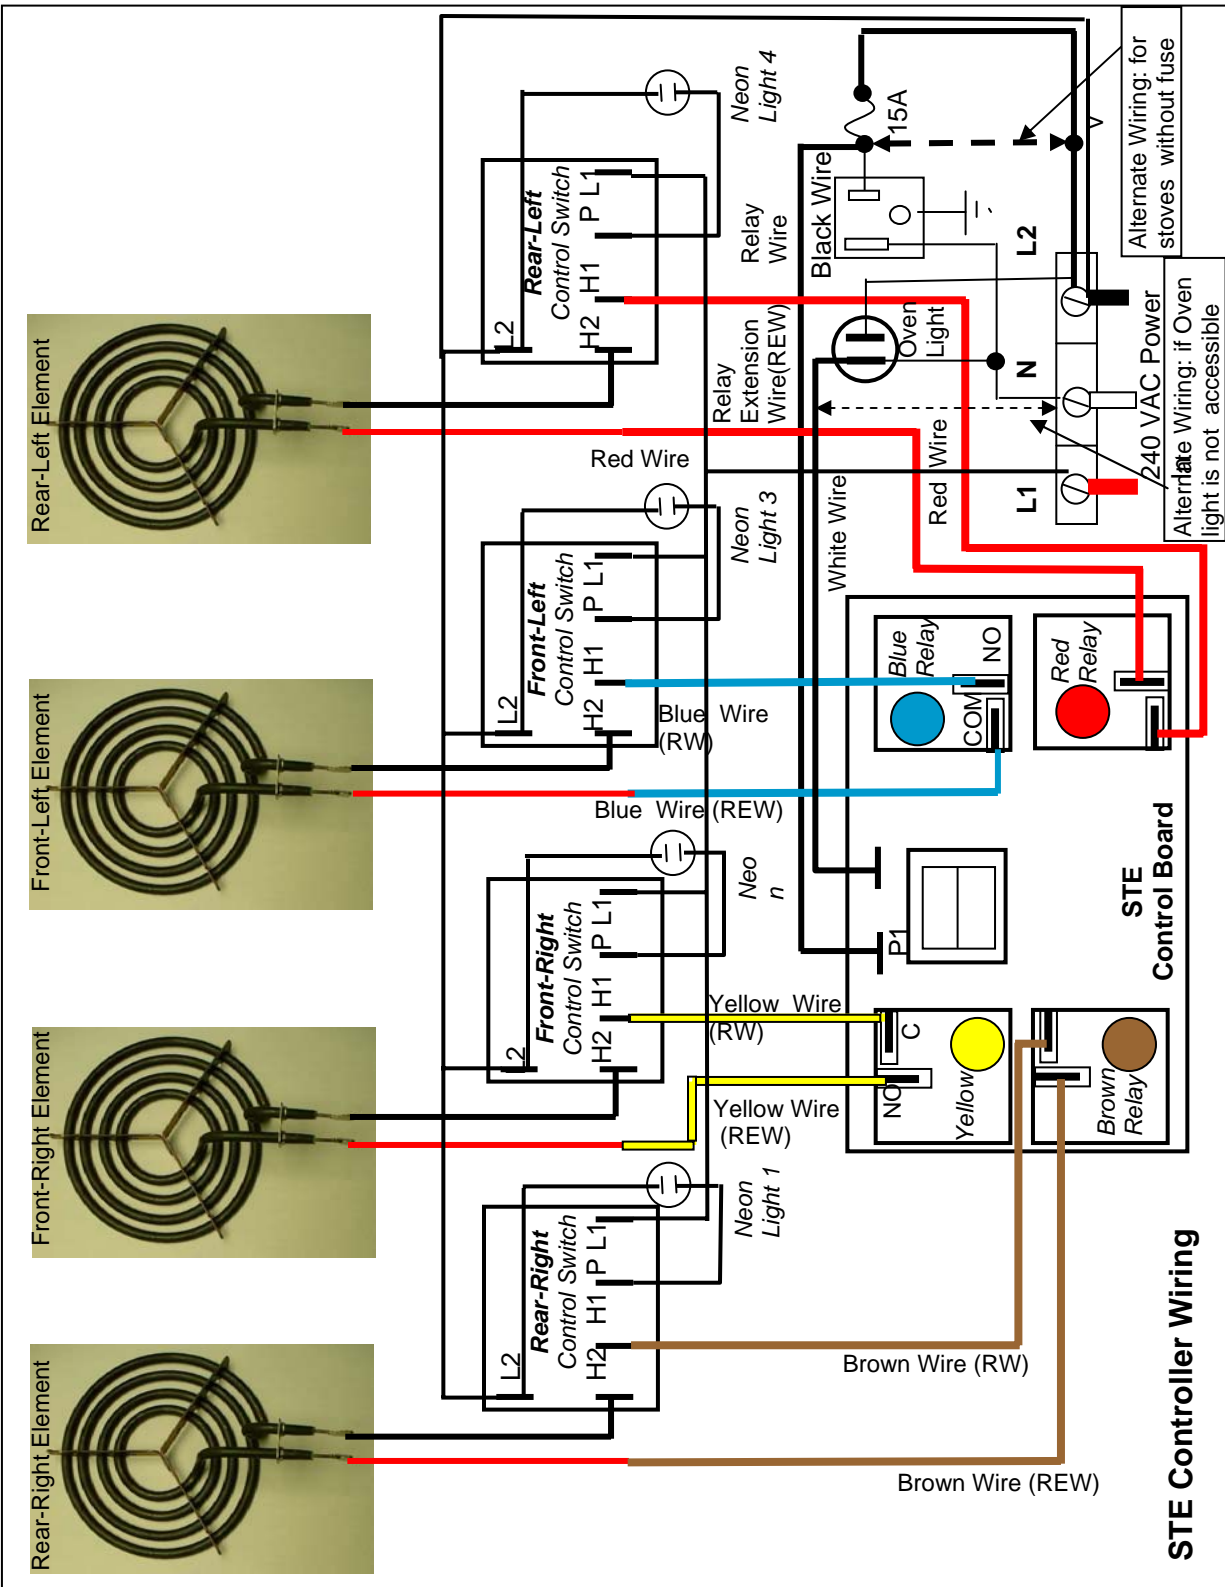 Rear-Left Element
Front-Left Element
Front-Right Element
Rear-Right Element
L2
Rear-Left
Control Switch
H2 H1 P L1
Neon
Light 4
L2
Front-Left
Control Switch
H2 H1 P L1
Neon
Light 3
L2
Front-Right
Control Switch
H2 H1 P L1
Neo
n
L2
Rear-Right
Control Switch
H2 H1 P L1
Neon
Light 1
Red Wire
Blue Wire
(RW)
Blue Wire (REW)
Yellow Wire
(RW)
Yellow Wire
(REW)
Brown Wire (RW)
Brown Wire (REW)
Relay
Wire
Relay
Extension
Wire(REW)
Black Wire
15A
White Wire
Red Wire
Oven
Light
L1
N
L2
V
240 VAC Power
In
Alternate Wiring: for
stoves without fuse
Alternate Wiring: if Oven
light is not accessible
Blue
Relay
COM
NO
Red
Relay
P1
STE
Control Board
NO
C
Yellow
Brown
Relay
STE Controller Wiring